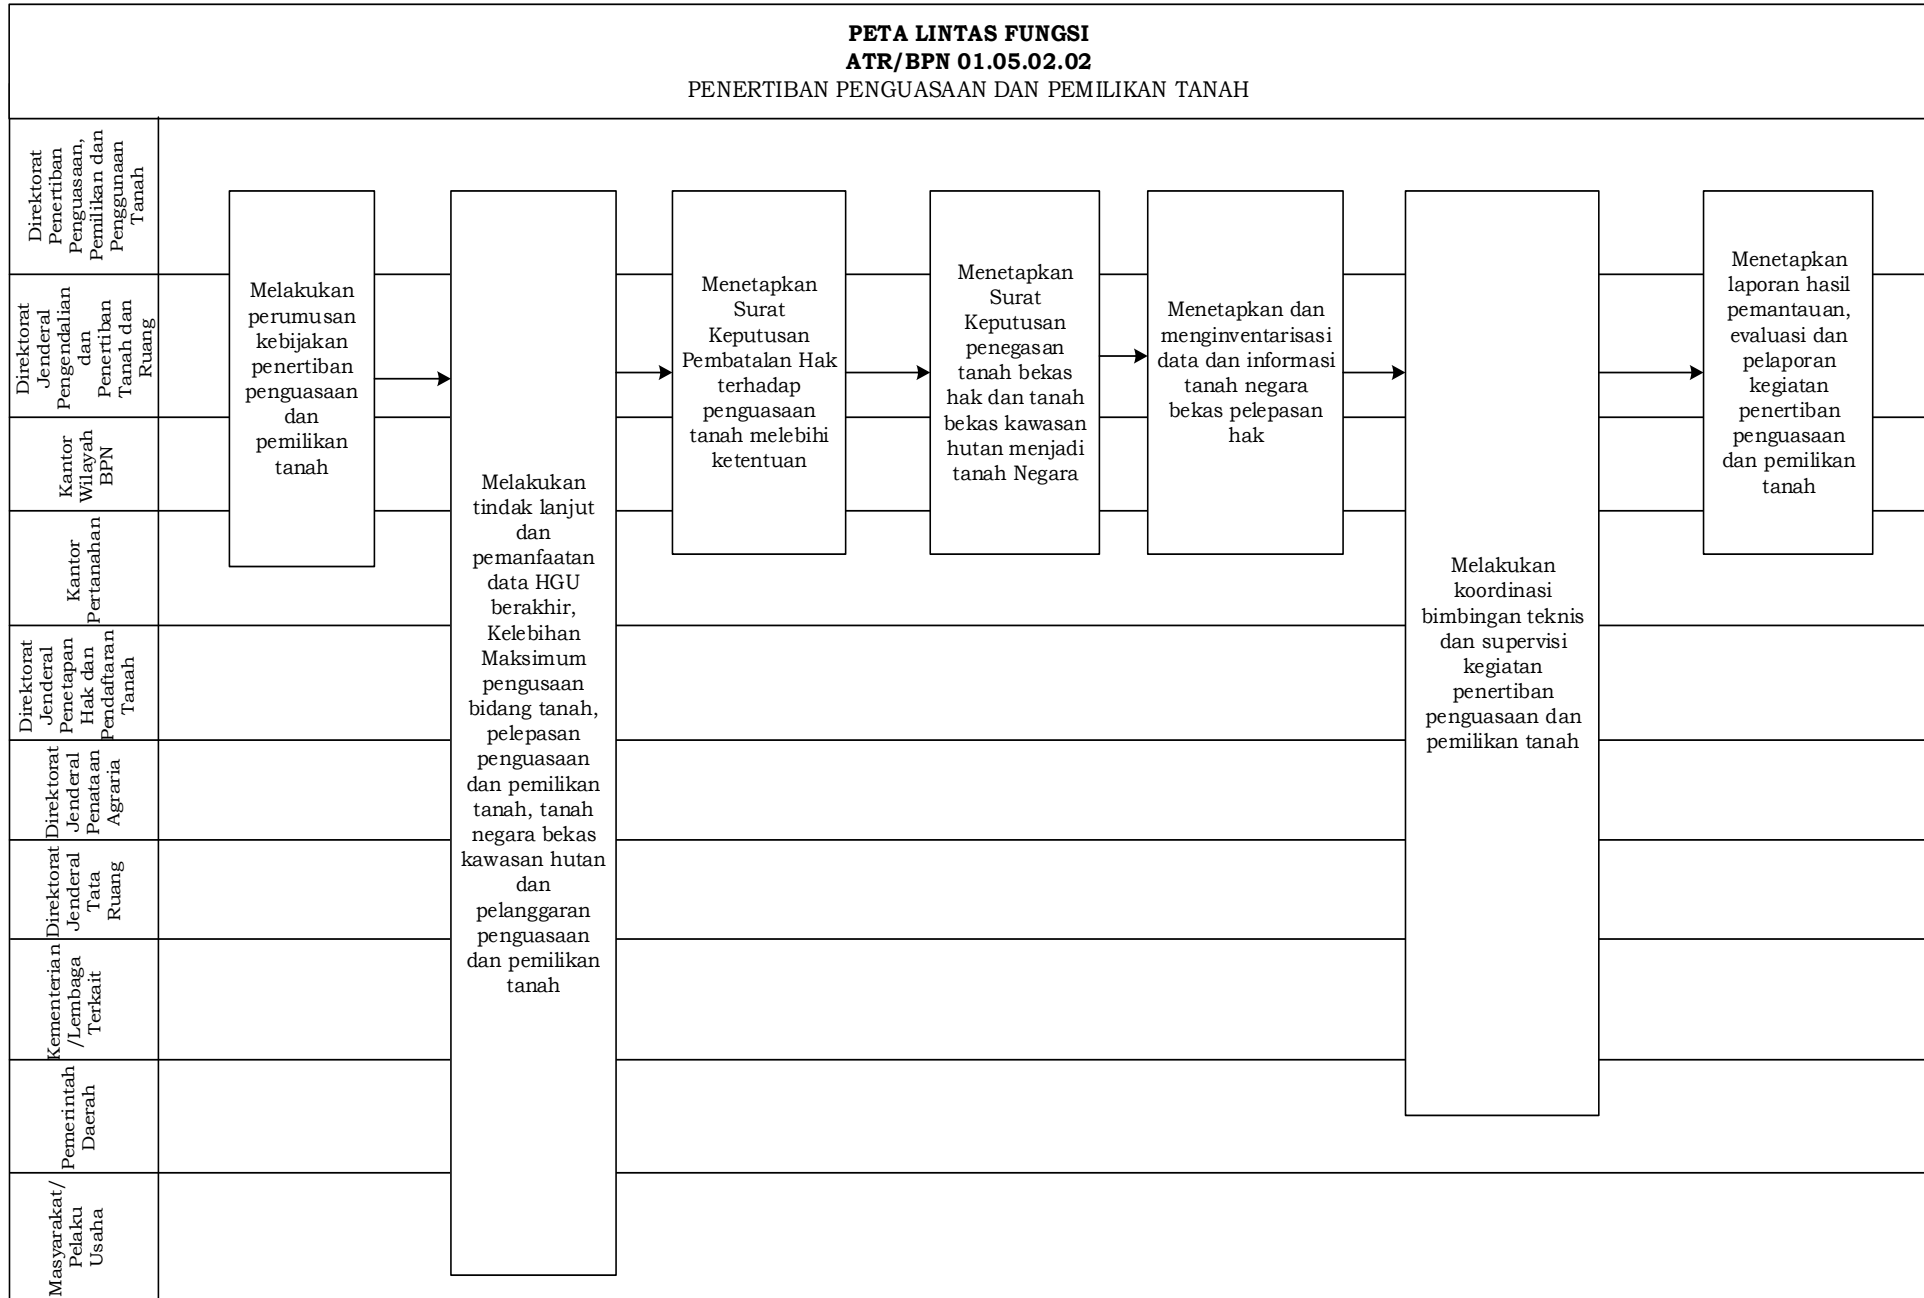 PETA LINTAS FUNGSI
ATR/BPN 01.05.02.02
PENERTIBAN PENGUASAAN DAN PEMILIKAN TANAH
Direktorat
Penertiban
Penguasaan,
Pemilikan dan
Penggunaan
Tanah
Direktorat
Jenderal
Pengendalian
dan
Penertiban
Tanah dan
Ruang
Kantor
Wilayah
BPN
Kantor
Pertanahan
Direktorat
Jenderal
Penetapan
Hak dan
Pendaftaran
Tanah
Direktorat
Jenderal
Penataan
Agraria
Direktorat
Jenderal
Tata
Ruang
Kementerian
/Lembaga
Terkait
Pemerintah
Daerah
Masyarakat/
Pelaku
Usaha
Melakukan
perumusan
kebijakan
penertiban
penguasaan
dan
pemilikan
tanah
Melakukan
tindak lanjut
dan
pemanfaatan
data HGU
berakhir,
Kelebihan
Maksimum
pengusaan
bidang tanah,
pelepasan
penguasaan
dan pemilikan
tanah, tanah
negara bekas
kawasan hutan
dan
pelanggaran
penguasaan
dan pemilikan
tanah
Menetapkan
Surat
Keputusan
Pembatalan Hak
terhadap
penguasaan
tanah melebihi
ketentuan
Menetapkan
Surat
Keputusan
penegasan
tanah bekas
hak dan tanah
bekas kawasan
hutan menjadi
tanah Negara
Menetapkan dan
menginventarisasi
data dan informasi
tanah negara
bekas pelepasan
hak
Melakukan
koordinasi
bimbingan teknis
dan supervisi
kegiatan
penertiban
penguasaan dan
pemilikan tanah
Menetapkan
laporan hasil
pemantauan,
evaluasi dan
pelaporan
kegiatan
penertiban
penguasaan
dan pemilikan
tanah